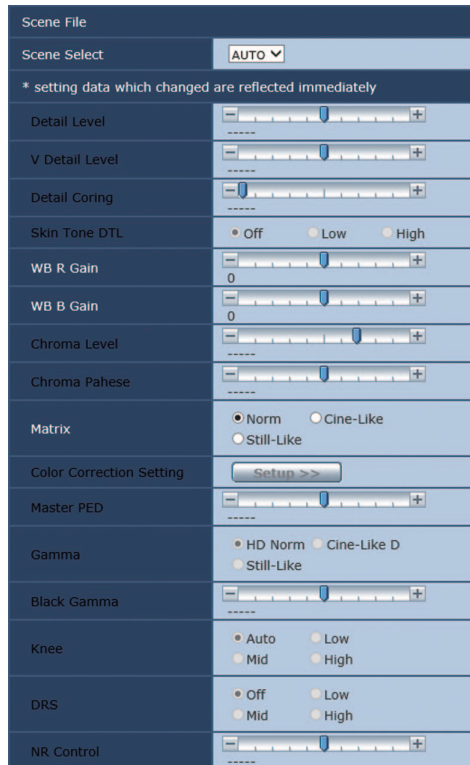 Scene File
Scene Select AUTO
* setting data which changed are reflected immediately
Detail Level - +
-----
V Detail Level - +
-----
Detail Coring - +
-----
Skin Tone DTL Off Low High
WB R Gain - +
0
WB B Gain - +
0
Chroma Level - +
-----
Chroma Pahese - +
-----
Matrix Norm Cine-Like
Still-Like
Color Correction Setting Setup >>
Master PED - +
-----
Gamma HD Norm Cine-Like D
Still-Like
Black Gamma - +
-----
Knee Auto Low
Mid High
DRS Off Low
Mid High
NR Control - +
-----